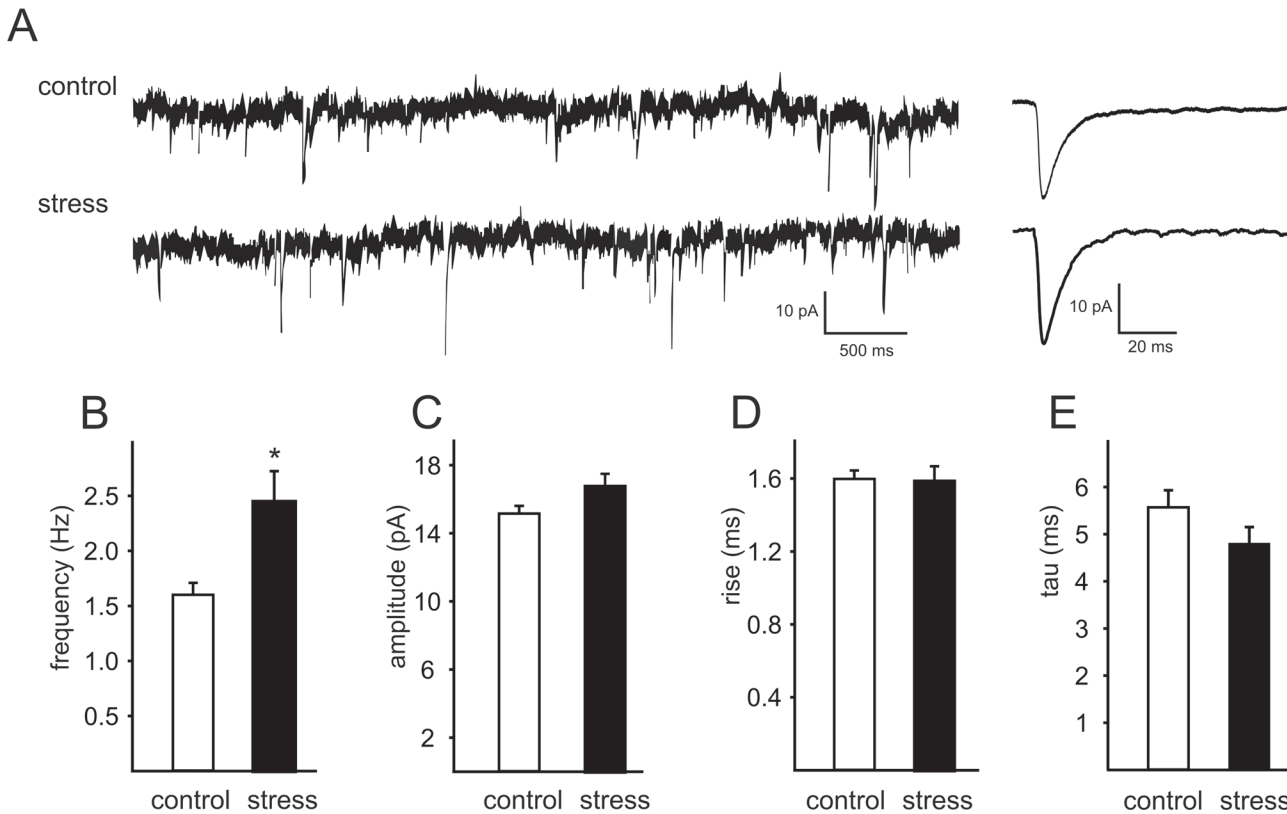 A
control
stress
10 pA
500 ms
10 pA
20 ms
B
frequency (Hz)
2.5
2.0
1.5
1.0
0.5
*
control stress
C
amplitude (pA)
18
14
10
6
2
control stress
D
rise (ms)
1.6
1.2
0.8
0.4
control stress
E
tau (ms)
6
5
4
3
2
1
control stress